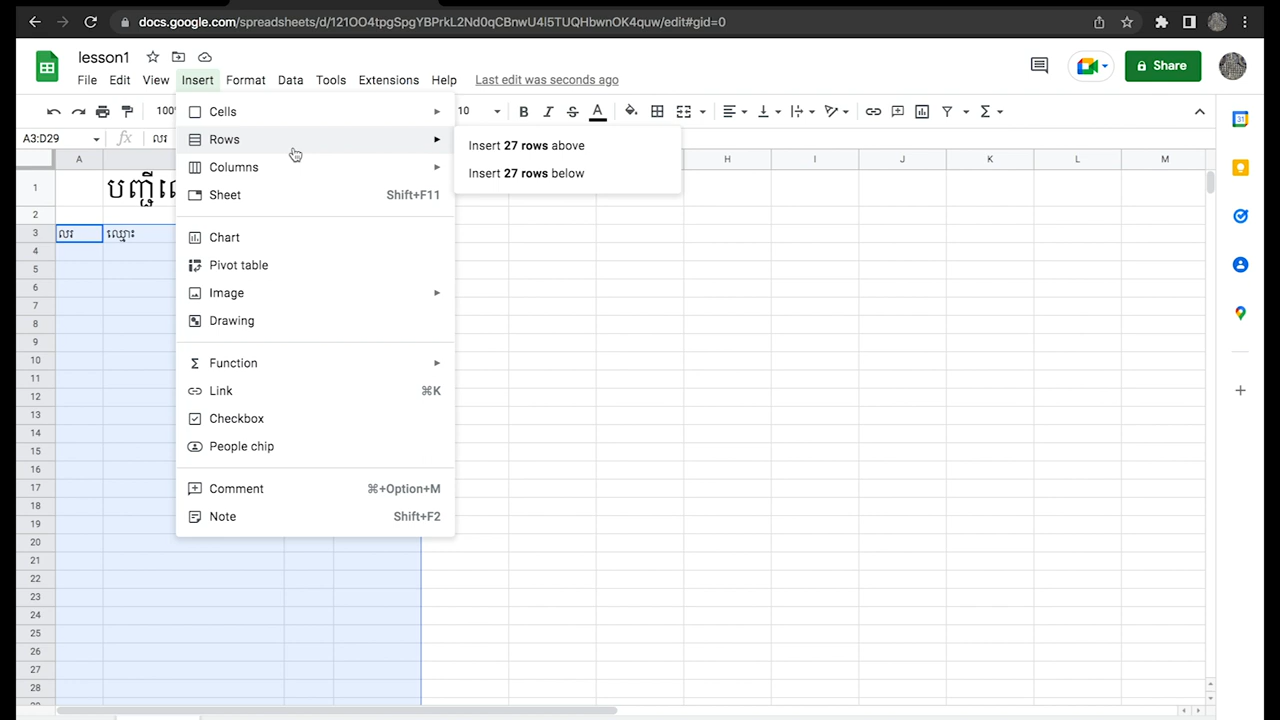 docs.google.com/spreadsheets/d/121OO4tpgSpgYBPrkL2Nd0qCBnwU4I5TUQHbwnOK4quw/edit#gid=0
lesson1
File Edit View Insert Format Data Tools Extensions Help Last edit was seconds ago
Share
100 10 B I S A
A3:D29 fx លរ
Cells
Rows
Columns
Sheet Shift+F11
Chart
Pivot table
Image
Drawing
Function
Link ⌘K
Checkbox
People chip
Comment ⌘+Option+M
Note Shift+F2
Insert 27 rows above
Insert 27 rows below
A H I J K L M
1
2
3 លរ ឈ្មោះ
4
5
6
7
8
9
10
11
12
13
14
15
16
17
18
19
20
21
22
23
24
25
26
27
28
31